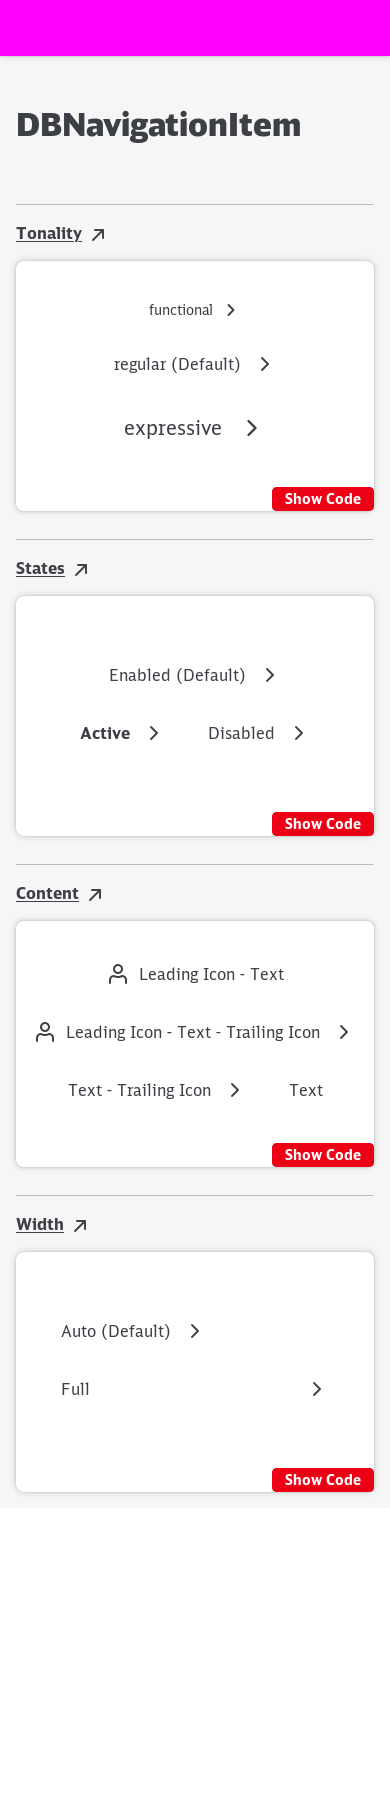 DBNavigationItem
Tonality
functional
regular (Default)
expressive
Show Code
States
Enabled (Default)
Active Disabled
Show Code
Content
Leading Icon - Text
Leading Icon - Text - Trailing Icon
Text - Trailing Icon Text
Show Code
Width
Auto (Default)
Full
Show Code